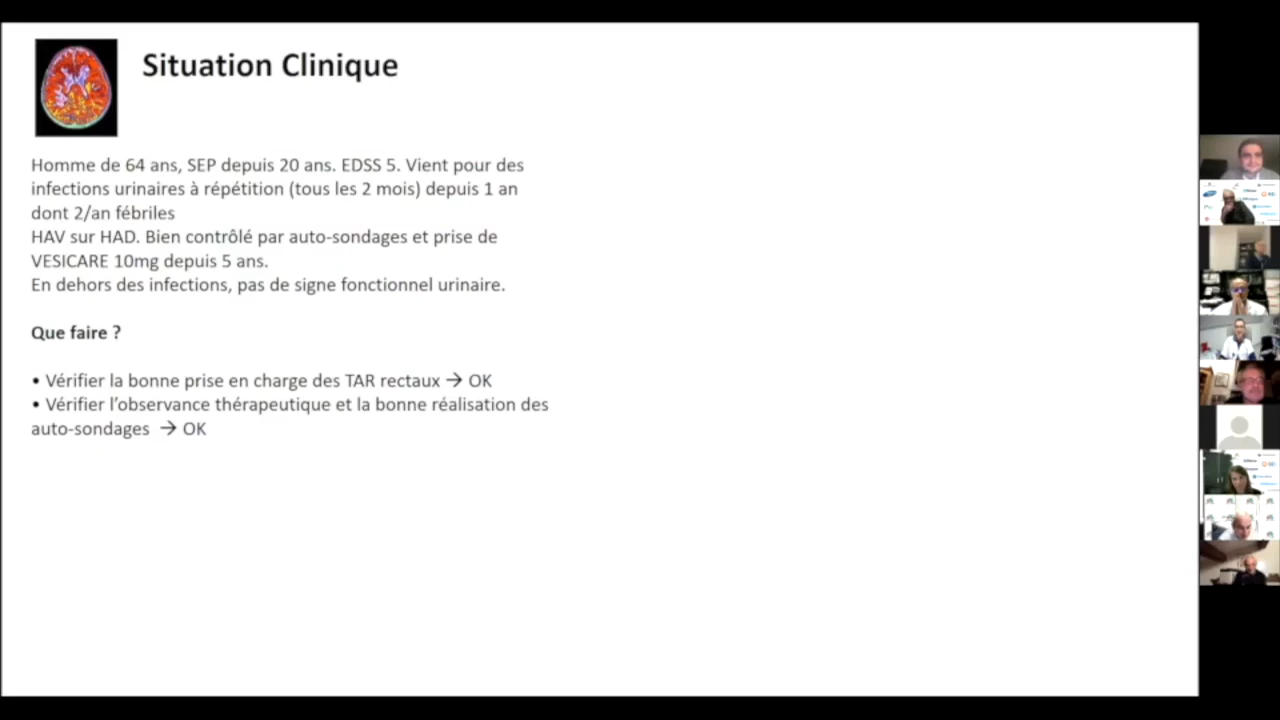 Situation Clinique
Homme de 64 ans, SEP depuis 20 ans. EDSS 5. Vient pour des
infections urinaires à répétition (tous les 2 mois) depuis 1 an
dont 2/an fébriles
HAV sur HAD. Bien contrôlé par auto-sondages et prise de
VESICARE 10mg depuis 5 ans.
En dehors des infections, pas de signe fonctionnel urinaire.
Que faire ?
• Vérifier la bonne prise en charge des TAR rectaux → OK
• Vérifier l’observance thérapeutique et la bonne réalisation des
auto-sondages → OK